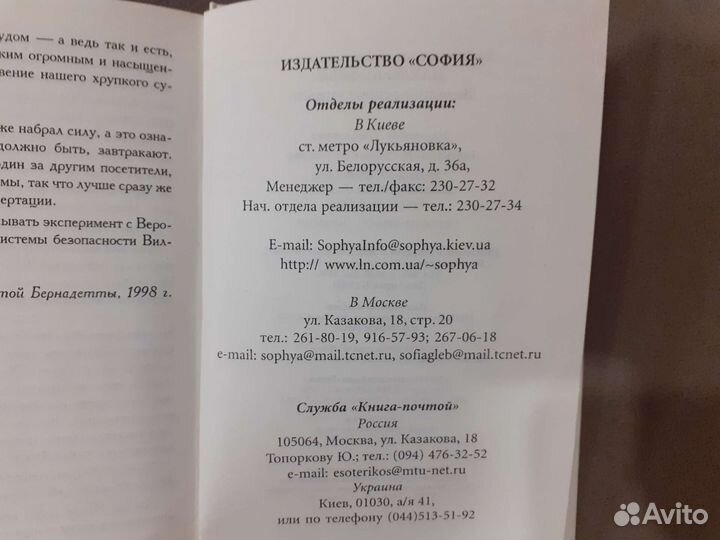 удом — а ведь так и есть,
ким огромным и насыщен-
вение нашего хрупкого су-
же набрал силу, а это озна-
должно быть, завтракают.
один за другим посетители,
мы, так что лучше сразу же
ертации.
ывать эксперимент с Веро-
истемы безопасности Вил-
той Бернадетты, 1998 г.
ИЗДАТЕЛЬСТВО «СОФИЯ»
Отделы реализации:
В Киеве
ст. метро «Лукьяновка»,
ул. Белорусская, д. 36а,
Менеджер — тел./факс: 230-27-32
Нач. отдела реализации — тел.: 230-27-34
E-mail: SophyaInfo@sophya.kiev.ua
http:// www.ln.com.ua/~sophya
В Москве
ул. Казакова, 18, стр. 20
тел.: 261-80-19, 916-57-93; 267-06-18
e-mail: sophya@mail.tcnet.ru, sofiagleb@mail.tcnet.ru
Служба «Книга-почтой»
Россия
105064, Москва, ул. Казакова, 18
Топоркову Ю.; тел.: (094) 476-32-52
e-mail: esoterikos@mtu-net.ru
Украина
Киев, 01030, а/я 41,
или по телефону (044)513-51-92
Avito